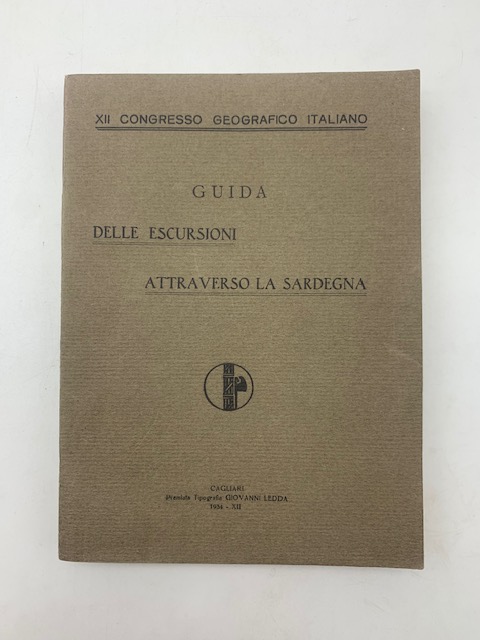 XII CONGRESSO GEOGRAFICO ITALIANO
GUIDA
DELLE ESCURSIONI
ATTRAVERSO LA SARDEGNA
CAGLIARI
Premiata Tipografia GIOVANNI LEDDA
1934 - XII